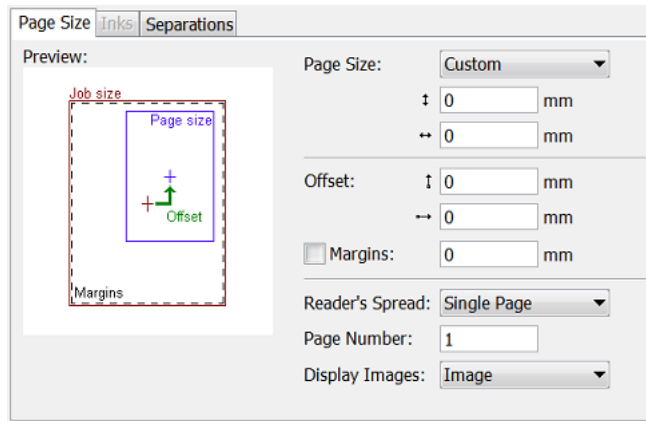 Page Size Inks Separations
Preview:
Job size
Page size
Offset
Margins
Page Size: Custom
0 mm
0 mm
Offset: 0 mm
0 mm
Margins: 0 mm
Reader's Spread: Single Page
Page Number: 1
Display Images: Image